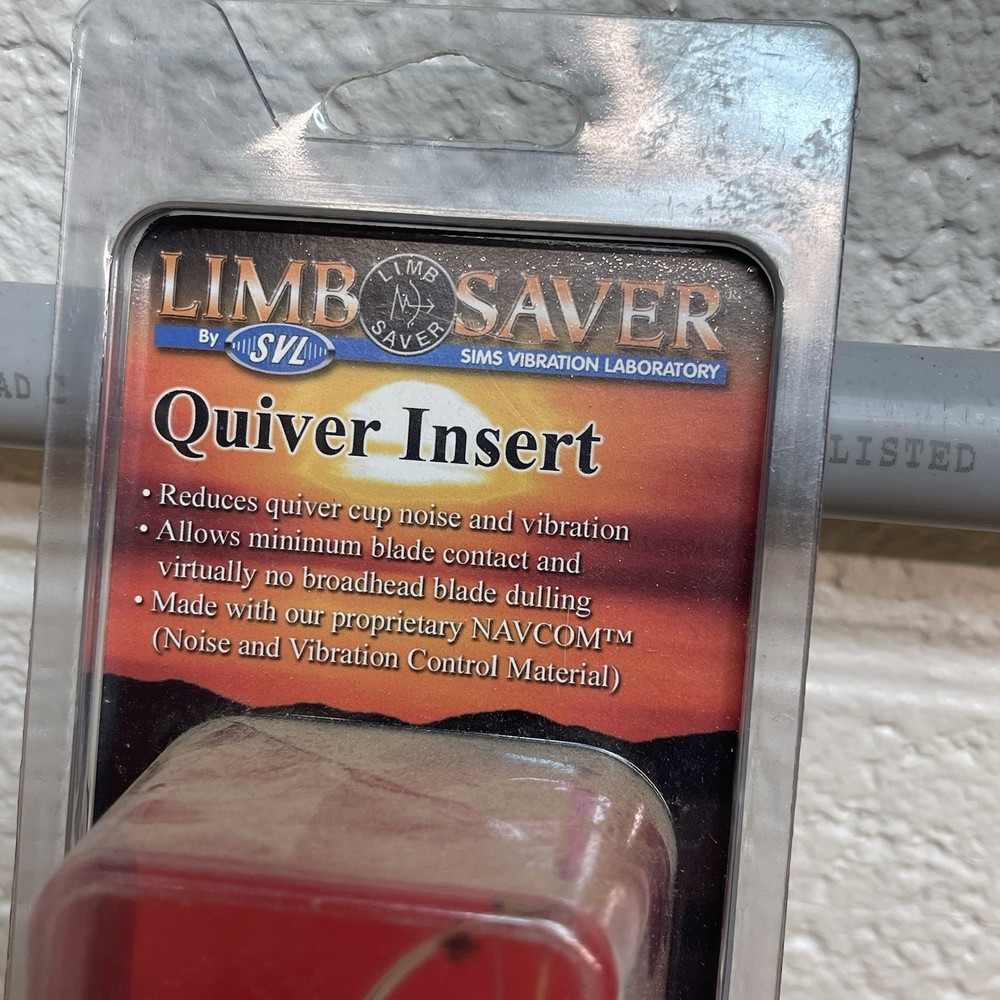 LIMB SAVER
LIMB
SAVER
By SVL
SIMS VIBRATION LABORATORY
Quiver Insert
• Reduces quiver cup noise and vibration
• Allows minimum blade contact and
virtually no broadhead blade dulling
• Made with our proprietary NAVCOM™
(Noise and Vibration Control Material)
LISTED